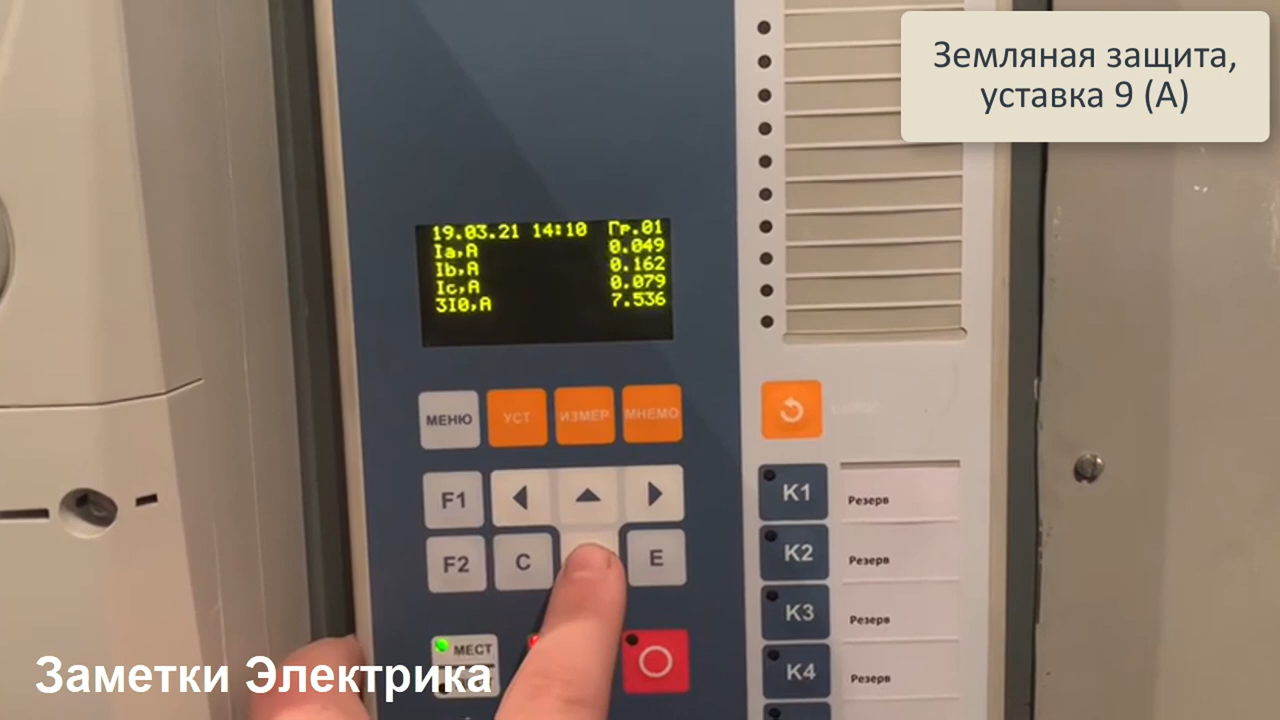 Земляная защита,
уставка 9 (А)
19.03.21 14:10 Гр.01
Ia,A 0.049
Ib,A 0.162
Ic,A 0.079
3I0,A 7.536
МЕНЮ УСТ ИЗМЕР МНЕМО
F1
F2 C E
K1 Резерв
K2 Резерв
K3 Резерв
K4 Резерв
МЕСТ
Заметки Электрика